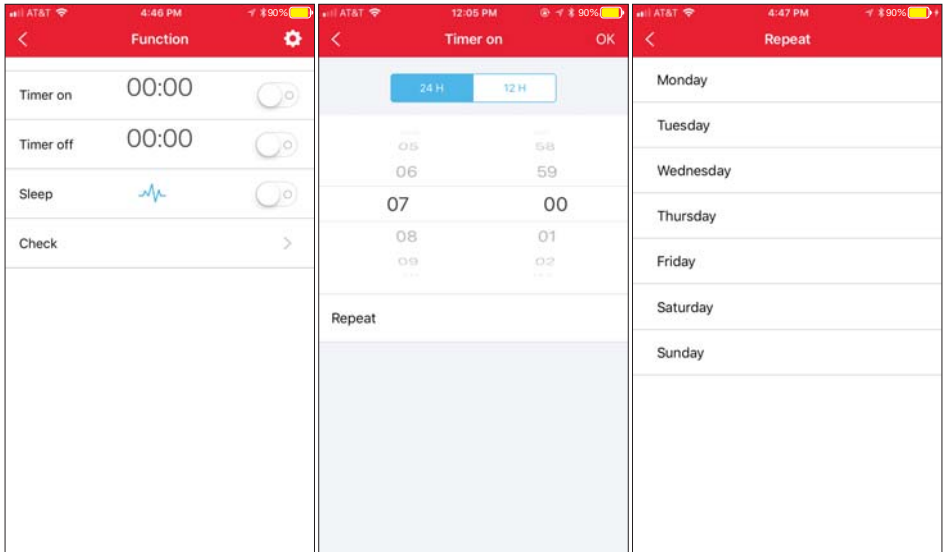 AT&T 4:46 PM 90%
Function
Timer on 00:00
Timer off 00:00
Sleep
Check
AT&T 12:05 PM 90%
Timer on OK
24 H 12 H
05 58
06 59
07 00
08 01
09 02
Repeat
AT&T 4:47 PM 90%
Repeat
Monday
Tuesday
Wednesday
Thursday
Friday
Saturday
Sunday